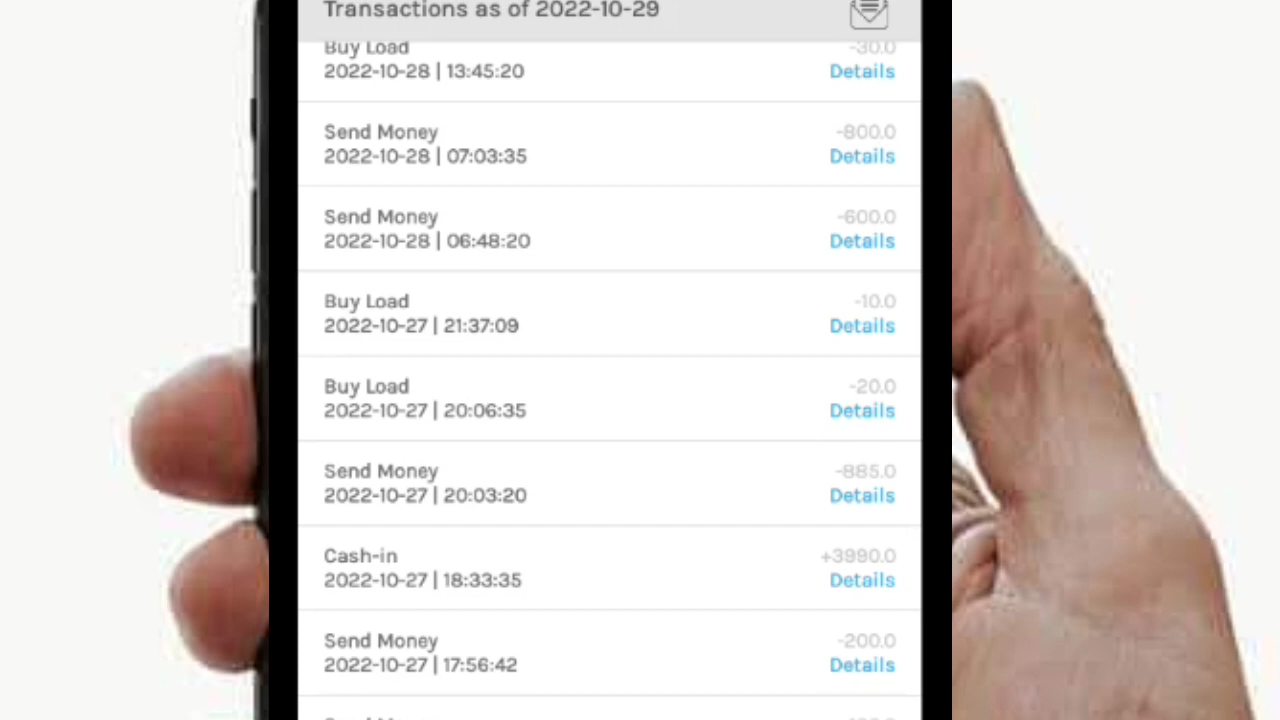 Transactions as of 2022-10-29
Buy Load -30.0
2022-10-28 | 13:45:20 Details
Send Money -800.0
2022-10-28 | 07:03:35 Details
Send Money -600.0
2022-10-28 | 06:48:20 Details
Buy Load -10.0
2022-10-27 | 21:37:09 Details
Buy Load -20.0
2022-10-27 | 20:06:35 Details
Send Money -885.0
2022-10-27 | 20:03:20 Details
Cash-in +3990.0
2022-10-27 | 18:33:35 Details
Send Money -200.0
2022-10-27 | 17:56:42 Details